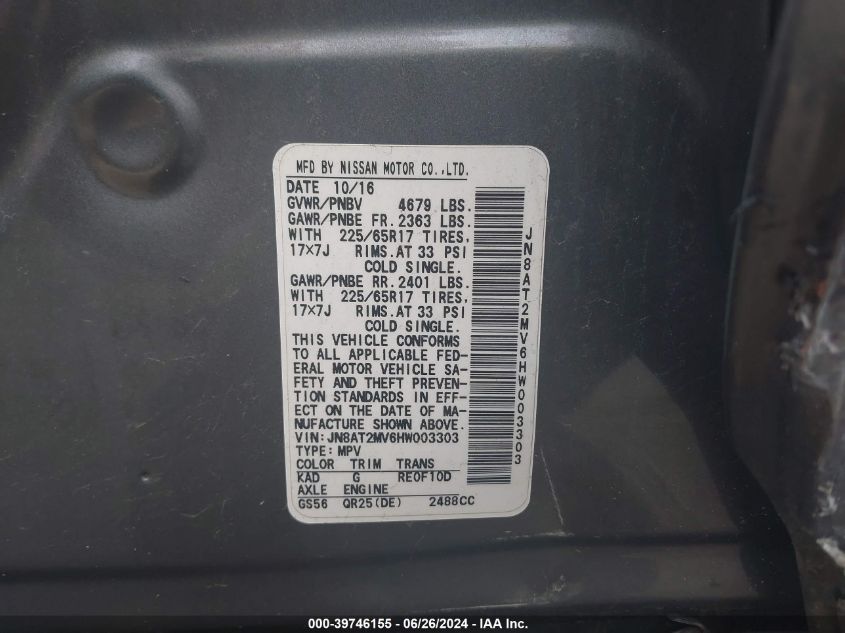 MFD BY NISSAN MOTOR CO.,LTD.
DATE 10/16
GVWR/PNBV 4679 LBS.
GAWR/PNBE FR. 2363 LBS.
WITH 225/65R17 TIRES,
17×7J RIMS.AT 33 PSI
COLD SINGLE.
GAWR/PNBE RR. 2401 LBS.
WITH 225/65R17 TIRES,
17×7J RIMS.AT 33 PSI
COLD SINGLE.
THIS VEHICLE CONFORMS
TO ALL APPLICABLE FED-
ERAL MOTOR VEHICLE SA-
FETY AND THEFT PREVEN-
TION STANDARDS IN EFF-
ECT ON THE DATE OF MA-
NUFACTURE SHOWN ABOVE.
VIN: JN8AT2MV6HW003303
TYPE: MPV
COLOR TRIM TRANS
KAD G RE0F10D
AXLE ENGINE
GS56 QR25(DE) 2488CC
JN8AT2MV6HW003303
000-39746155 - 06/26/2024 - IAA Inc.